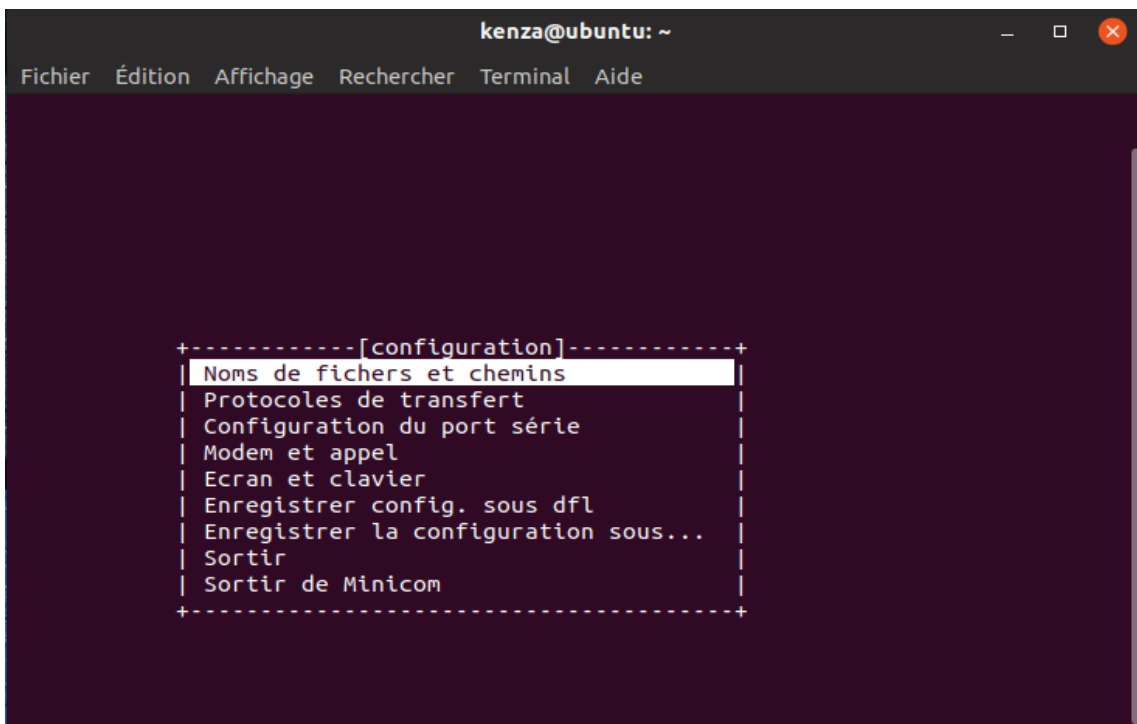 kenza@ubuntu: ~
Fichier Édition Affichage Rechercher Terminal Aide
+------------[configuration]------------+
| Noms de fichers et chemins |
| Protocoles de transfert |
| Configuration du port série |
| Modem et appel |
| Ecran et clavier |
| Enregistrer config. sous dfl |
| Enregistrer la configuration sous... |
| Sortir |
| Sortir de Minicom |
+---------------------------------------+